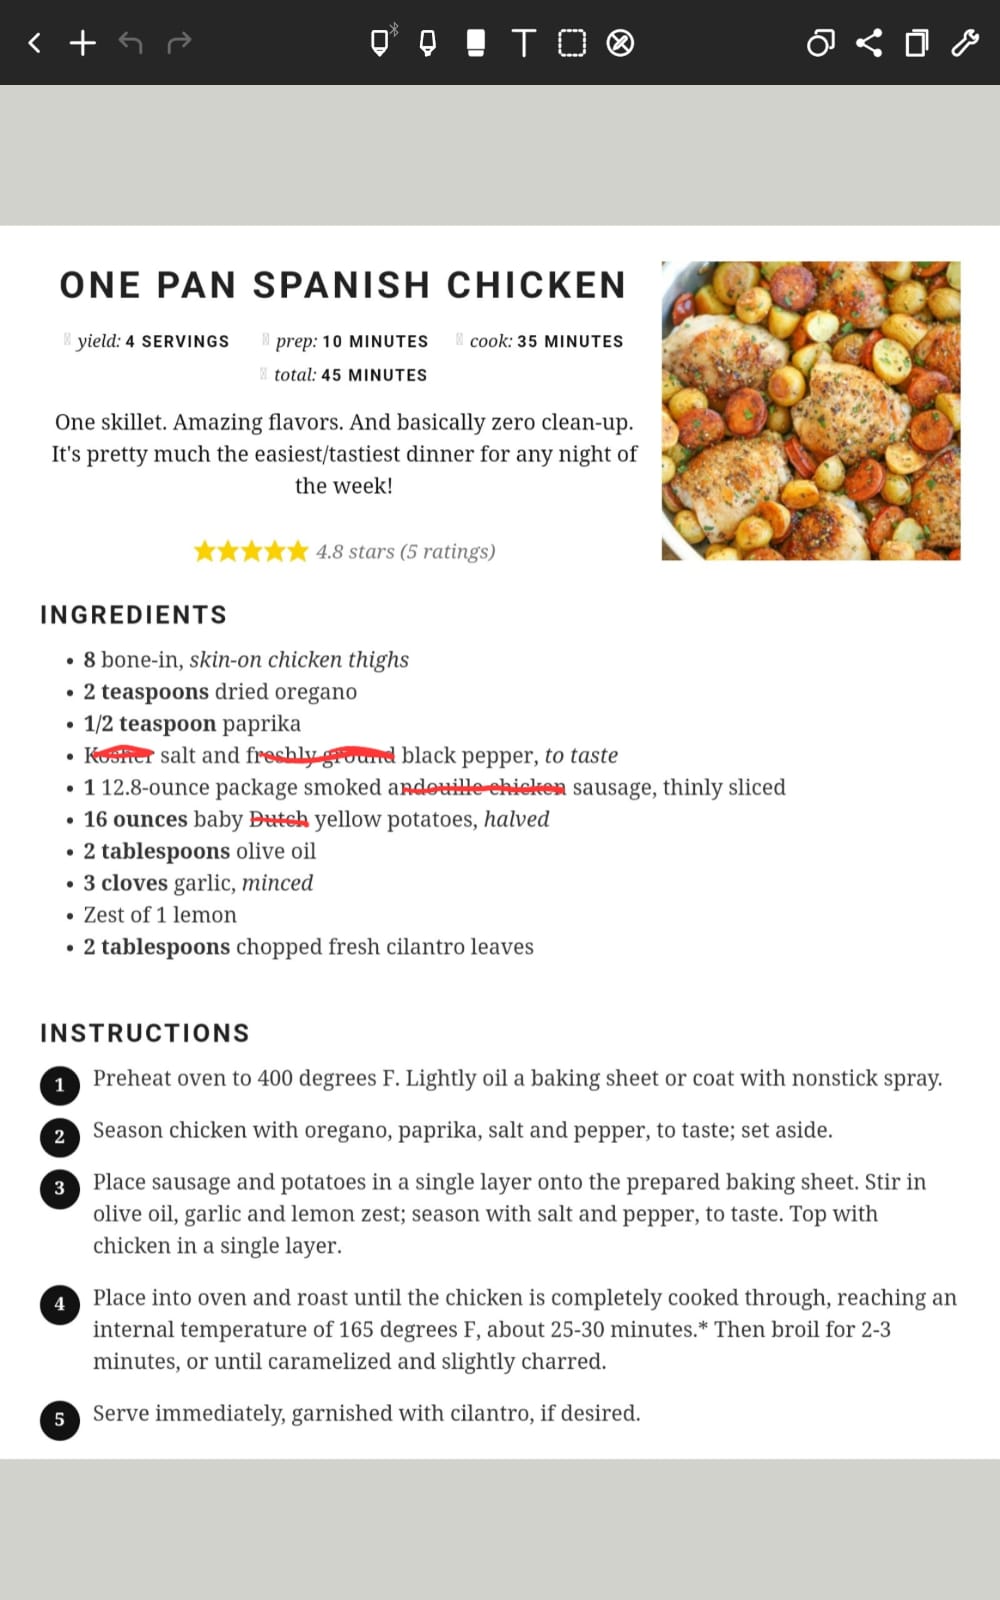 ONE PAN SPANISH CHICKEN
yield: 4 SERVINGS prep: 10 MINUTES cook: 35 MINUTES
total: 45 MINUTES
One skillet. Amazing flavors. And basically zero clean-up.
It's pretty much the easiest/tastiest dinner for any night of
the week!
4.8 stars (5 ratings)
INGREDIENTS
• 8 bone-in, skin-on chicken thighs
• 2 teaspoons dried oregano
• 1/2 teaspoon paprika
• Kosher salt and freshly ground black pepper, to taste
• 1 12.8-ounce package smoked andouille chicken sausage, thinly sliced
• 16 ounces baby Dutch yellow potatoes, halved
• 2 tablespoons olive oil
• 3 cloves garlic, minced
• Zest of 1 lemon
• 2 tablespoons chopped fresh cilantro leaves
INSTRUCTIONS
1 Preheat oven to 400 degrees F. Lightly oil a baking sheet or coat with nonstick spray.
2 Season chicken with oregano, paprika, salt and pepper, to taste; set aside.
3 Place sausage and potatoes in a single layer onto the prepared baking sheet. Stir in
olive oil, garlic and lemon zest; season with salt and pepper, to taste. Top with
chicken in a single layer.
4 Place into oven and roast until the chicken is completely cooked through, reaching an
internal temperature of 165 degrees F, about 25-30 minutes.* Then broil for 2-3
minutes, or until caramelized and slightly charred.
5 Serve immediately, garnished with cilantro, if desired.